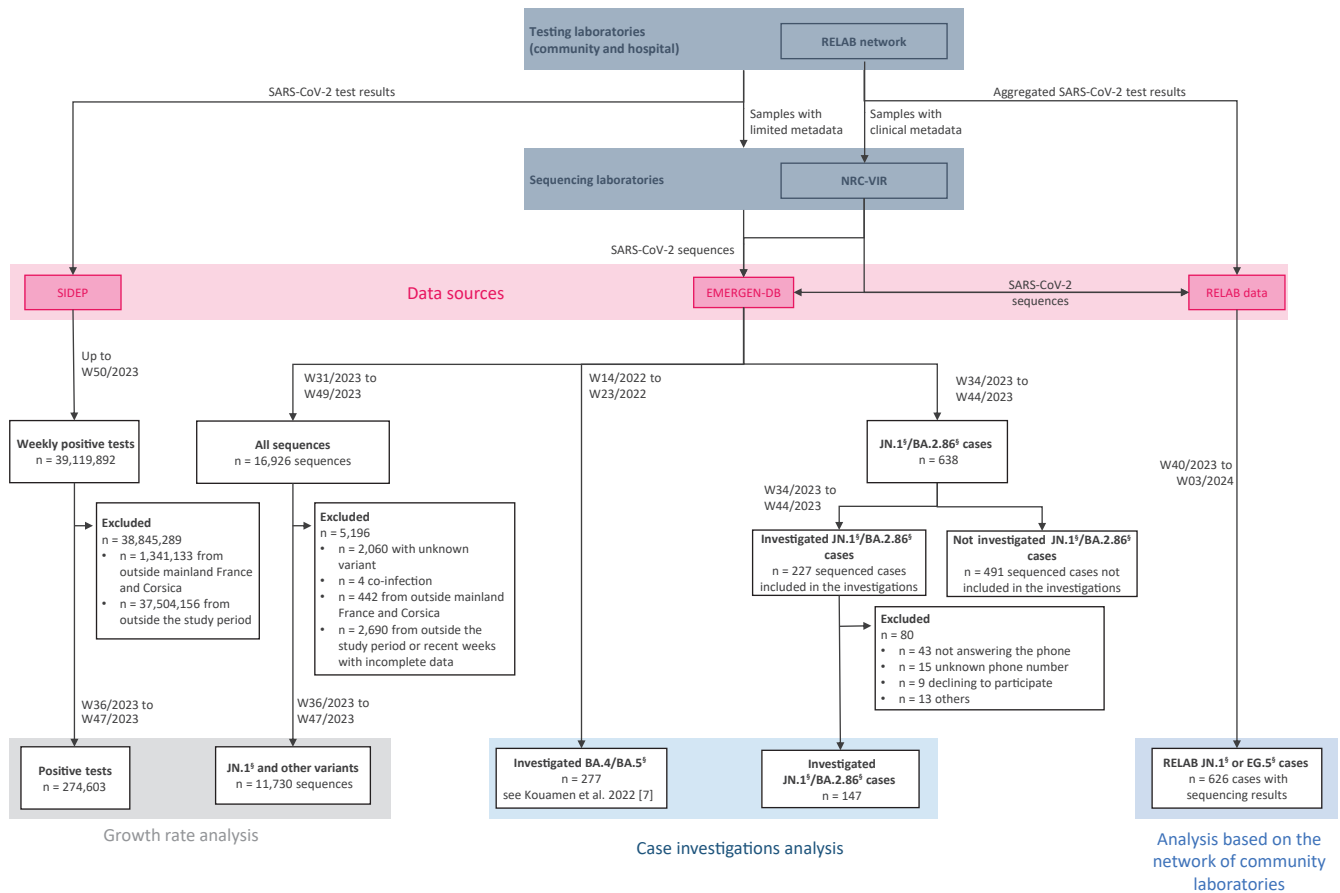 Testing laboratories
(community and hospital)
RELAB network
SARS-CoV-2 test results
Aggregated SARS-CoV-2 test results
Samples with
limited metadata
Samples with
clinical metadata
Sequencing laboratories
NRC-VIR
SARS-CoV-2 sequences
SIDEP
Data sources
EMERGEN-DB
SARS-CoV-2
sequences
RELAB data
Up to
W50/2023
W31/2023 to
W49/2023
W14/2022 to
W23/2022
W34/2023 to
W44/2023
Weekly positive tests
n = 39,119,892
All sequences
n = 16,926 sequences
JN.1§/BA.2.86§ cases
n = 638
W40/2023 to
W03/2024
W34/2023 to
W44/2023
Excluded
n = 38,845,289
• n = 1,341,133 from
outside mainland France
and Corsica
• n = 37,504,156 from
outside the study period
Excluded
n = 5,196
• n = 2,060 with unknown
variant
• n = 4 co-infection
• n = 442 from outside mainland
France and Corsica
• n = 2,690 from outside the
study period or recent weeks
with incomplete data
Investigated JN.1§/BA.2.86§
cases
n = 227 sequenced cases
included in the investigations
Not investigated JN.1§/BA.2.86§
cases
n = 491 sequenced cases not
included in the investigations
Excluded
n = 80
• n = 43 not answering the phone
• n = 15 unknown phone number
• n = 9 declining to participate
• n = 13 others
W36/2023 to
W47/2023
W36/2023 to
W47/2023
Positive tests
n = 274,603
JN.1§ and other variants
n = 11,730 sequences
Investigated BA.4/BA.5§
n = 277
see Kouamen et al. 2022 [7]
Investigated
JN.1§/BA.2.86§ cases
n = 147
RELAB JN.1§ or EG.5§ cases
n = 626 cases with
sequencing results
Growth rate analysis
Case investigations analysis
Analysis based on the
network of community
laboratories